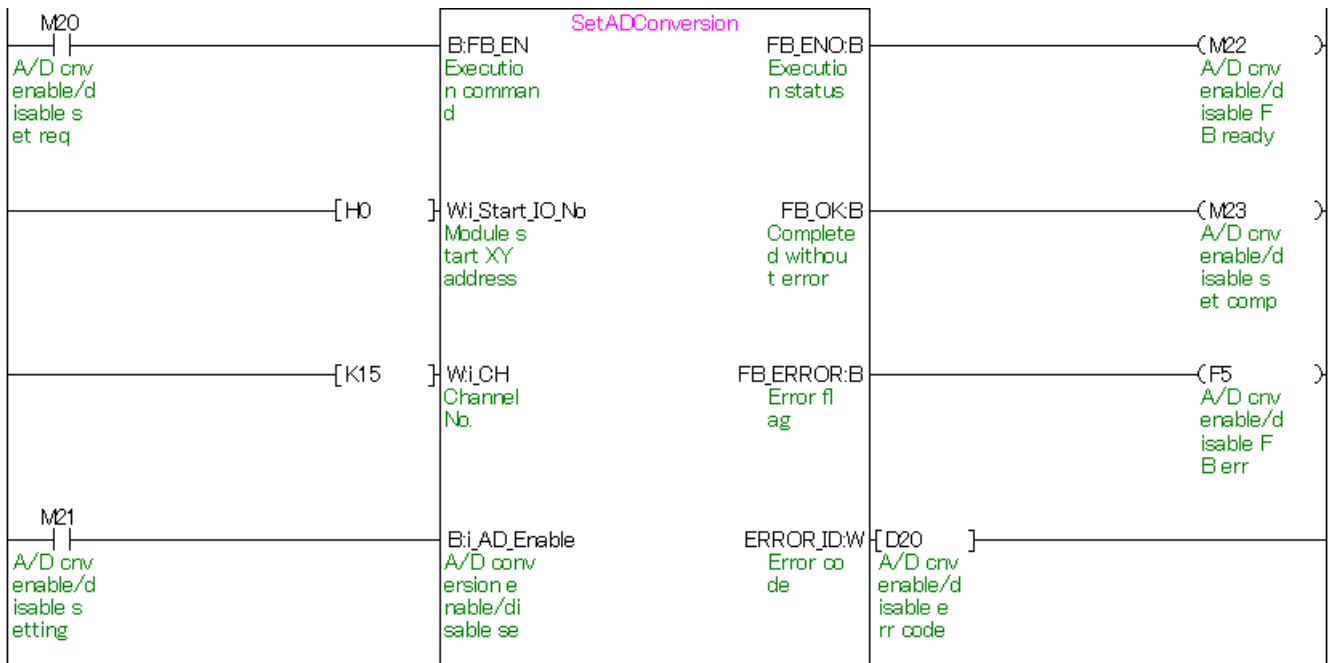 M20
SetADConversion
B:FB_EN
FB_ENO:B
M22
A/D cnv
enable/d
isable s
et req
Executio
n comman
d
Executio
n status
A/D cnv
enable/d
isable F
B ready
H0
W:i_Start_IO_No
FB_OK:B
M23
Module s
tart XY
address
Complete
d withou
t error
A/D cnv
enable/d
isable s
et comp
K15
W:i_CH
FB_ERROR:B
F5
Channel
No.
Error fl
ag
A/D cnv
enable/d
isable F
B err
M21
B:i_AD_Enable
ERROR_ID:W
D20
A/D cnv
enable/d
isable s
etting
A/D conv
ersion e
nable/di
sable se
Error co
de
A/D cnv
enable/d
isable e
rr code